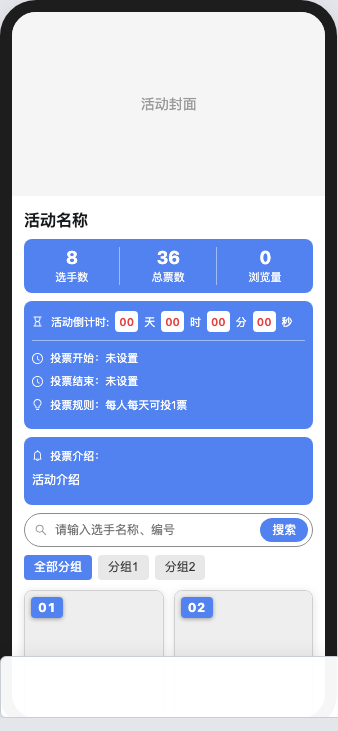 活动封面
活动名称
8 36 0
选手数 总票数 浏览量
活动倒计时: 00 天 00 时 00 分 00 秒
投票开始：未设置
投票结束：未设置
投票规则：每人每天可投1票
投票介绍：
活动介绍
请输入选手名称、编号 搜索
全部分组 分组1 分组2
01 02